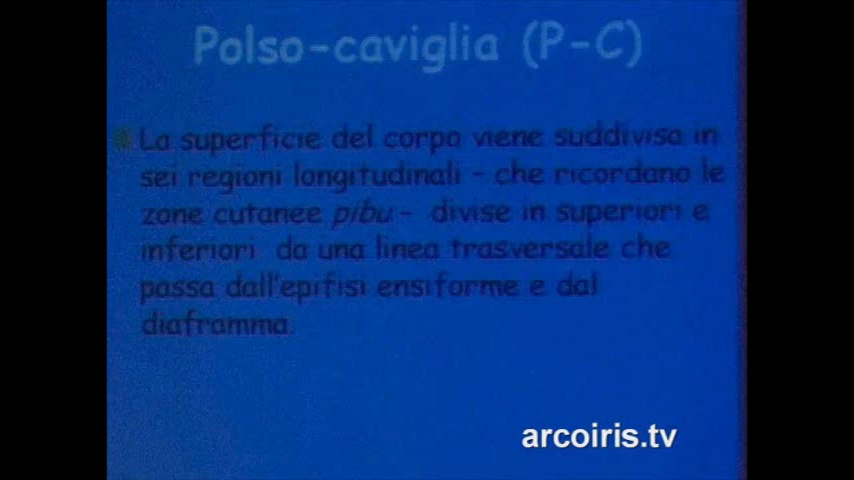 Polso-caviglia (P-C)
La superficie del corpo viene suddivisa in
sei regioni longitudinali - che ricordano le
zone cutanee pibu - divise in superiori e
inferiori da una linea trasversale che
passa dall'epifisi ensiforme e dal
diaframma.
arcoiris.tv